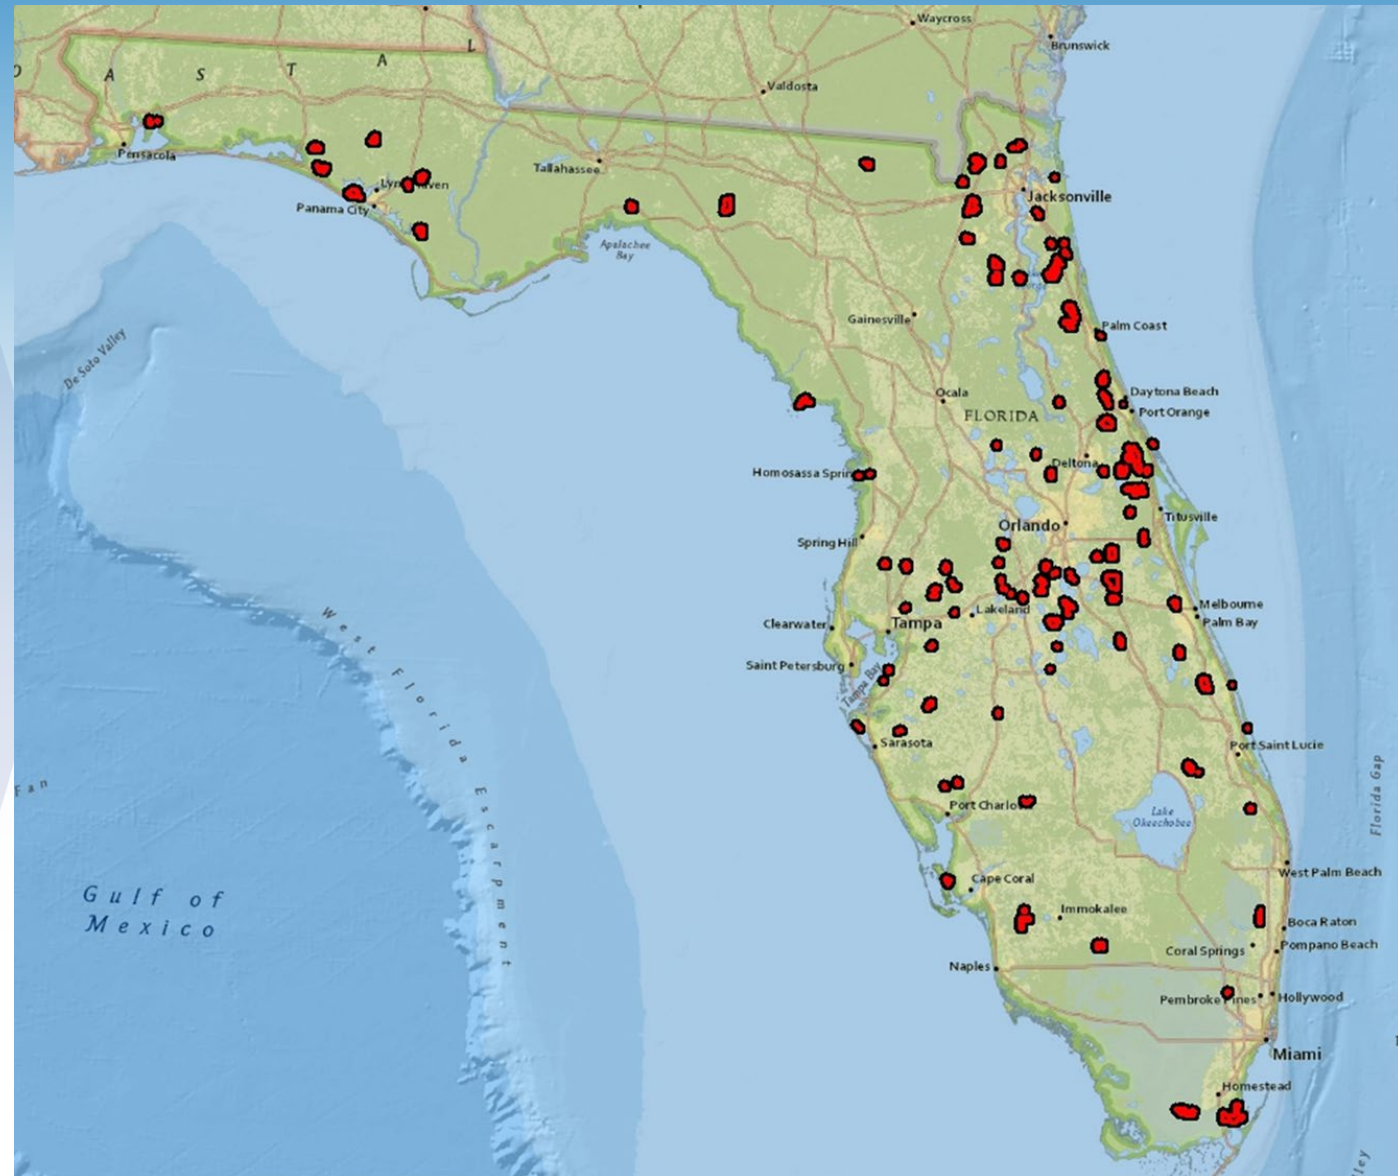 Waycross
Brunswick
Valdosta
A S T A L
Pensacola
Tallahassee
Panama City
Jacksonville
Apalachee
Bay
Gainesville
Palm Coast
De Soto Valley
Ocala
FLORIDA
Daytona Beach
Port Orange
Deltona
Homosassa Sprin
Orlando
Titusville
Spring Hill
West Florida Escarpment
Lakeland
Melbourne
Palm Bay
Clearwater
Tampa
Saint Petersburg
Tampa Bay
Sarasota
Port Saint Lucie
Fan
Florida Gap
Port Charlo
Lake
Okeechobee
West Palm Beach
Cape Coral
Gulf of
Mexico
Immokalee
Boca Raton
Coral Springs
Pompano Beach
Naples
Pembroke Pines
Hollywood
Miami
Homestead